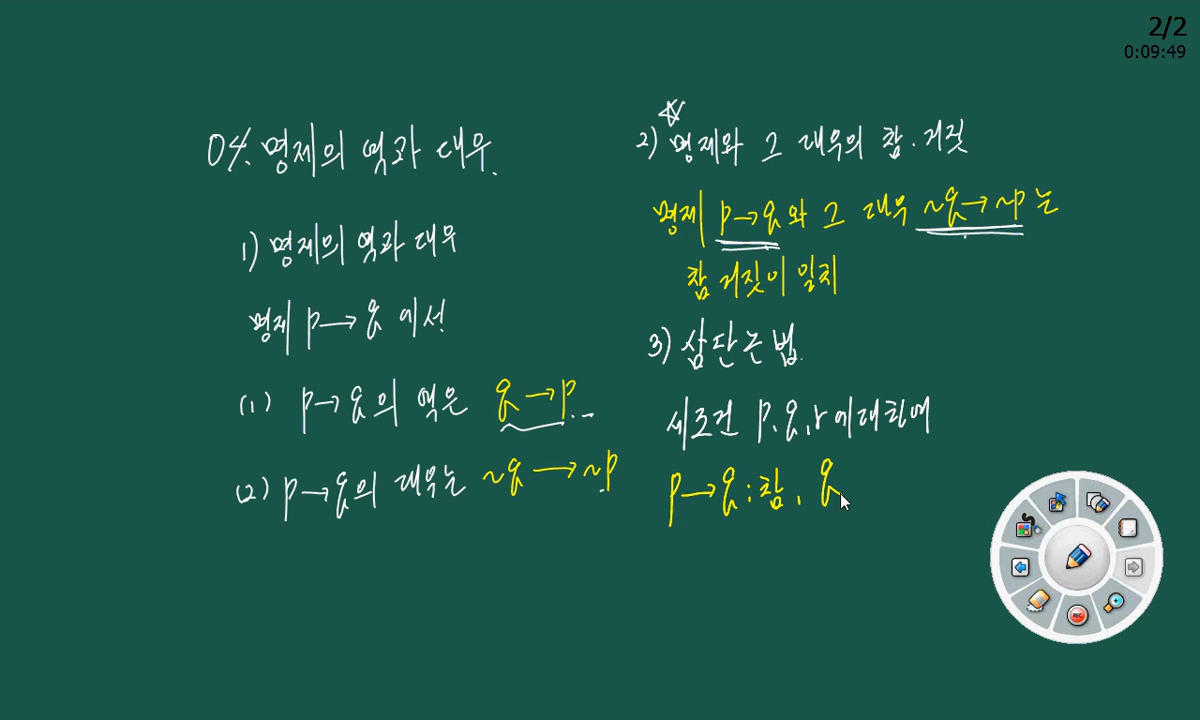 2/2
0:09:49
04. 명제의 역과 대우.
1) 명제의 역과 대우
명제 p→q 에서
(1) p→q의 역은 q→p.
(2) p→q의 대우는 ~q→~p
2) 명제와 그 대우의 참.거짓
명제 p→q와 그 대우 ~q→~p는
참 거짓이 일치
3) 삼단논법.
세조건 p, q, r에대하여
p→q : 참, q
REC